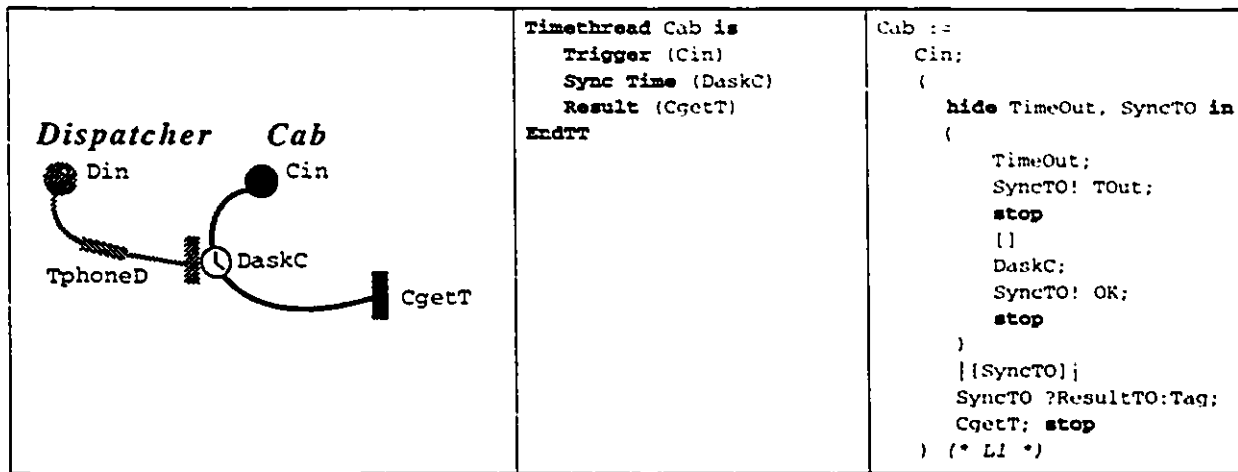 Dispatcher Cab
Din
Cin
TphoneD
DaskC
CgetT
Timethread Cab is
Trigger (Cin)
Sync Time (DaskC)
Result (CgetT)
EndTT
Cab :=
Cin;
(
hide TimeOut, SyncTO in
(
TimeOut;
SyncTO! TOut;
stop
[]
DaskC;
SyncTO! OK;
stop
)
|[SyncTO]|
SyncTO ?ResultTO:Tag;
CgetT; stop
) (* L1 *)